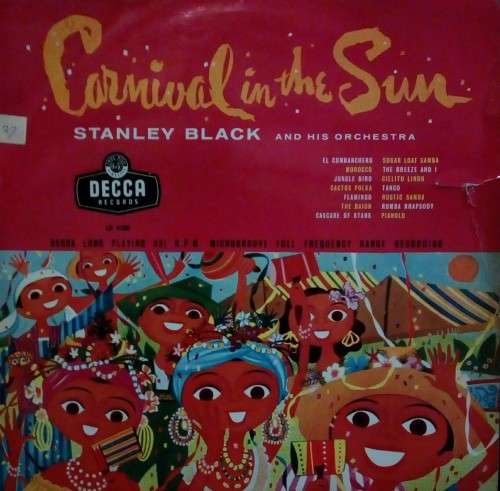 Carnival in the Sun
STANLEY BLACK AND HIS ORCHESTRA
EL CUMBANCHERO
MOROCCO
JUNGLE BIRD
CACTUS POLKA
FLAMINGO
THE BAION
CASCADE OF STARS
SUGAR LOAF SAMBA
THE BREEZE AND I
CIELITO LINDO
TANGO
RUSTIC SAMBA
RUMBA RHAPSODY
PIANOLO
DECCA
RECORDS
DECCA LONG PLAYING 33⅓ R.P.M. MICROGROOVE FULL FREQUENCY RANGE RECORDING